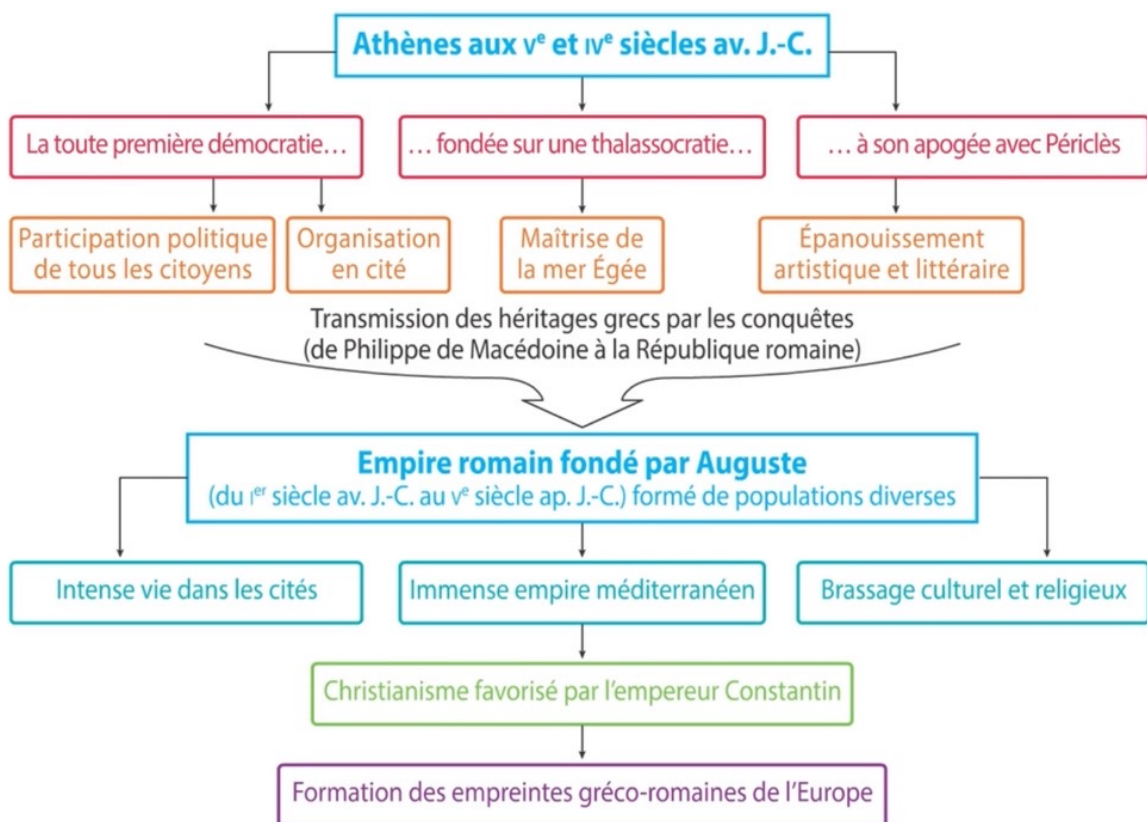 Athènes aux Vᵉ et IVᵉ siècles av. J.-C.
La toute première démocratie…
… fondée sur une thalassocratie…
… à son apogée avec Périclès
Participation politique
de tous les citoyens
Organisation
en cité
Maîtrise de
la mer Égée
Épanouissement
artistique et littéraire
Transmission des héritages grecs par les conquêtes
(de Philippe de Macédoine à la République romaine)
Empire romain fondé par Auguste
(du Iᵉʳ siècle av. J.-C. au Vᵉ siècle ap. J.-C.) formé de populations diverses
Intense vie dans les cités
Immense empire méditerranéen
Brassage culturel et religieux
Christianisme favorisé par l'empereur Constantin
Formation des empreintes gréco-romaines de l'Europe